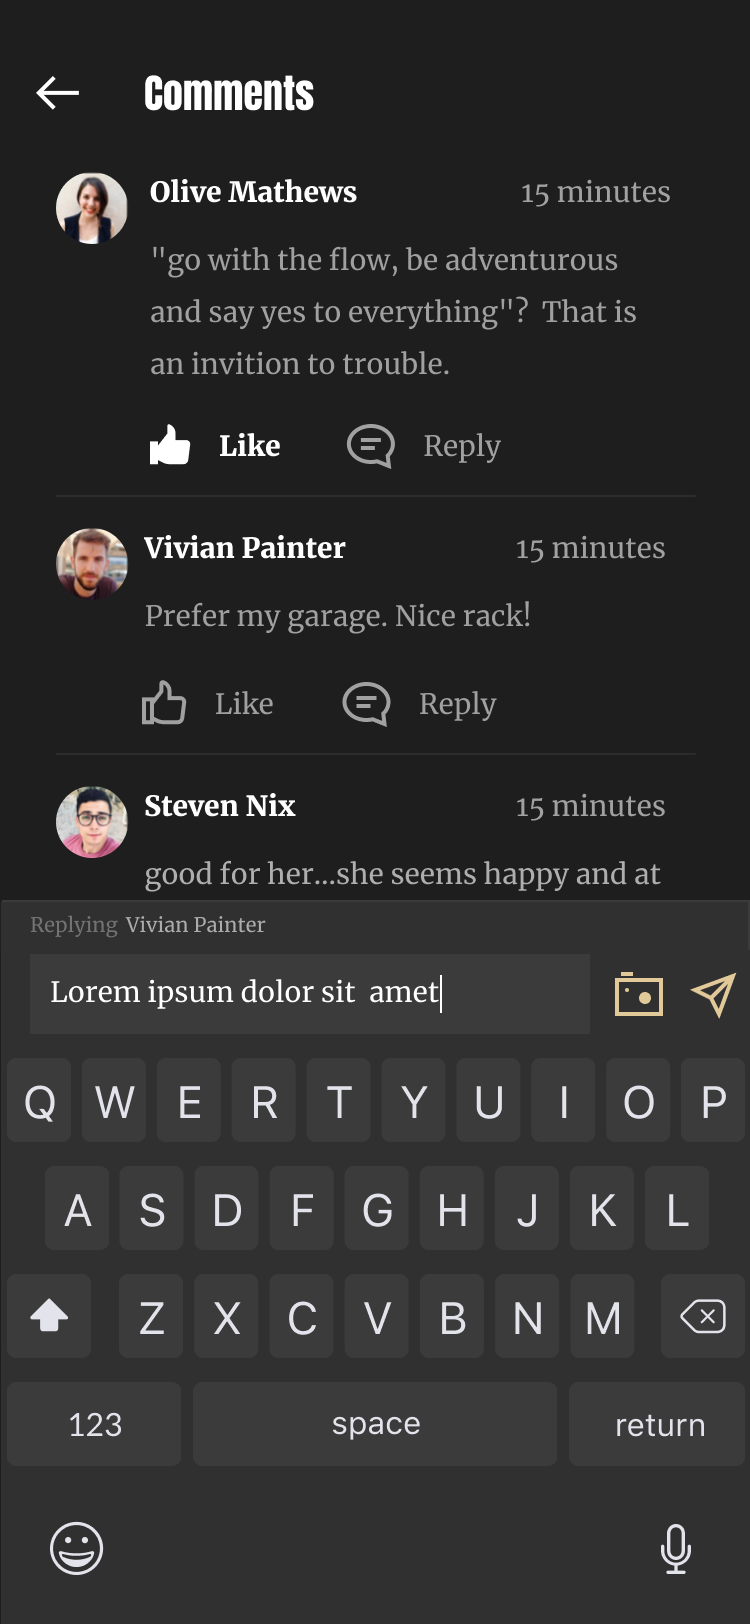 Comments
Olive Mathews 15 minutes
"go with the flow, be adventurous
and say yes to everything"?  That is
an invition to trouble.
Like Reply
Vivian Painter 15 minutes
Prefer my garage. Nice rack!
Like Reply
Steven Nix 15 minutes
good for her...she seems happy and at
Replying Vivian Painter
Lorem ipsum dolor sit  amet
Q W E R T Y U I O P
A S D F G H J K L
Z X C V B N M
123 space return